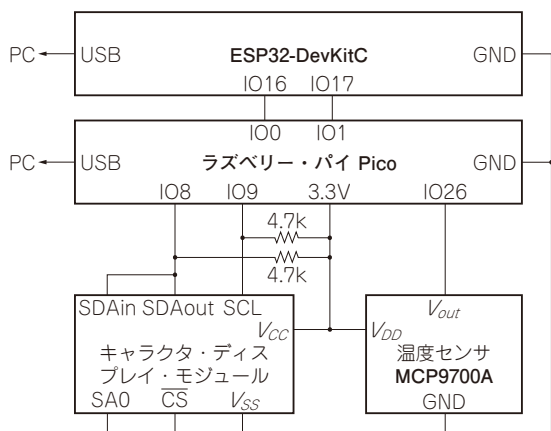 ESP32-DevKitC
PC USB GND
IO16 IO17
IO0 IO1
PC USB ラズベリー・パイ Pico GND
IO8 IO9 3.3V IO26
4.7k
4.7k
SDAin SDAout SCL
VCC
キャラクタ・ディス
プレイ・モジュール
SA0 CS VSS
Vout
VDD
温度センサ
MCP9700A
GND